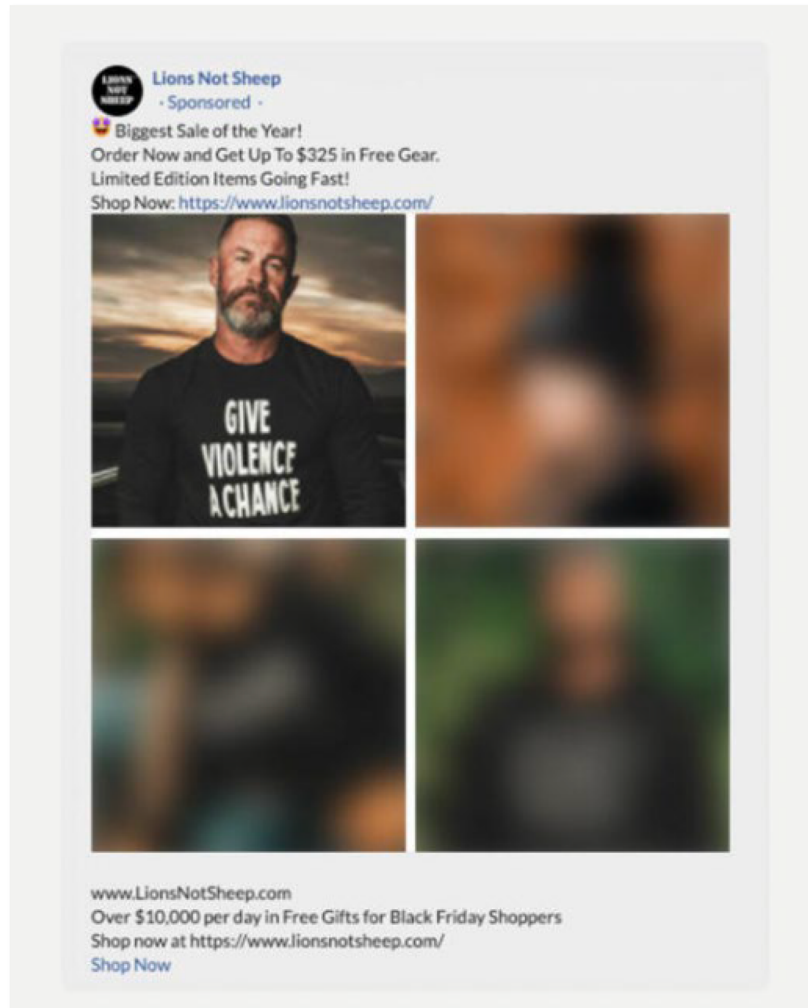 LIONS
NOT
SHEEP
Lions Not Sheep
· Sponsored ·
Biggest Sale of the Year!
Order Now and Get Up To $325 in Free Gear.
Limited Edition Items Going Fast!
Shop Now: https://www.lionsnotsheep.com/
GIVE
VIOLENCE
A CHANCE
www.LionsNotSheep.com
Over $10,000 per day in Free Gifts for Black Friday Shoppers
Shop now at https://www.lionsnotsheep.com/
Shop Now